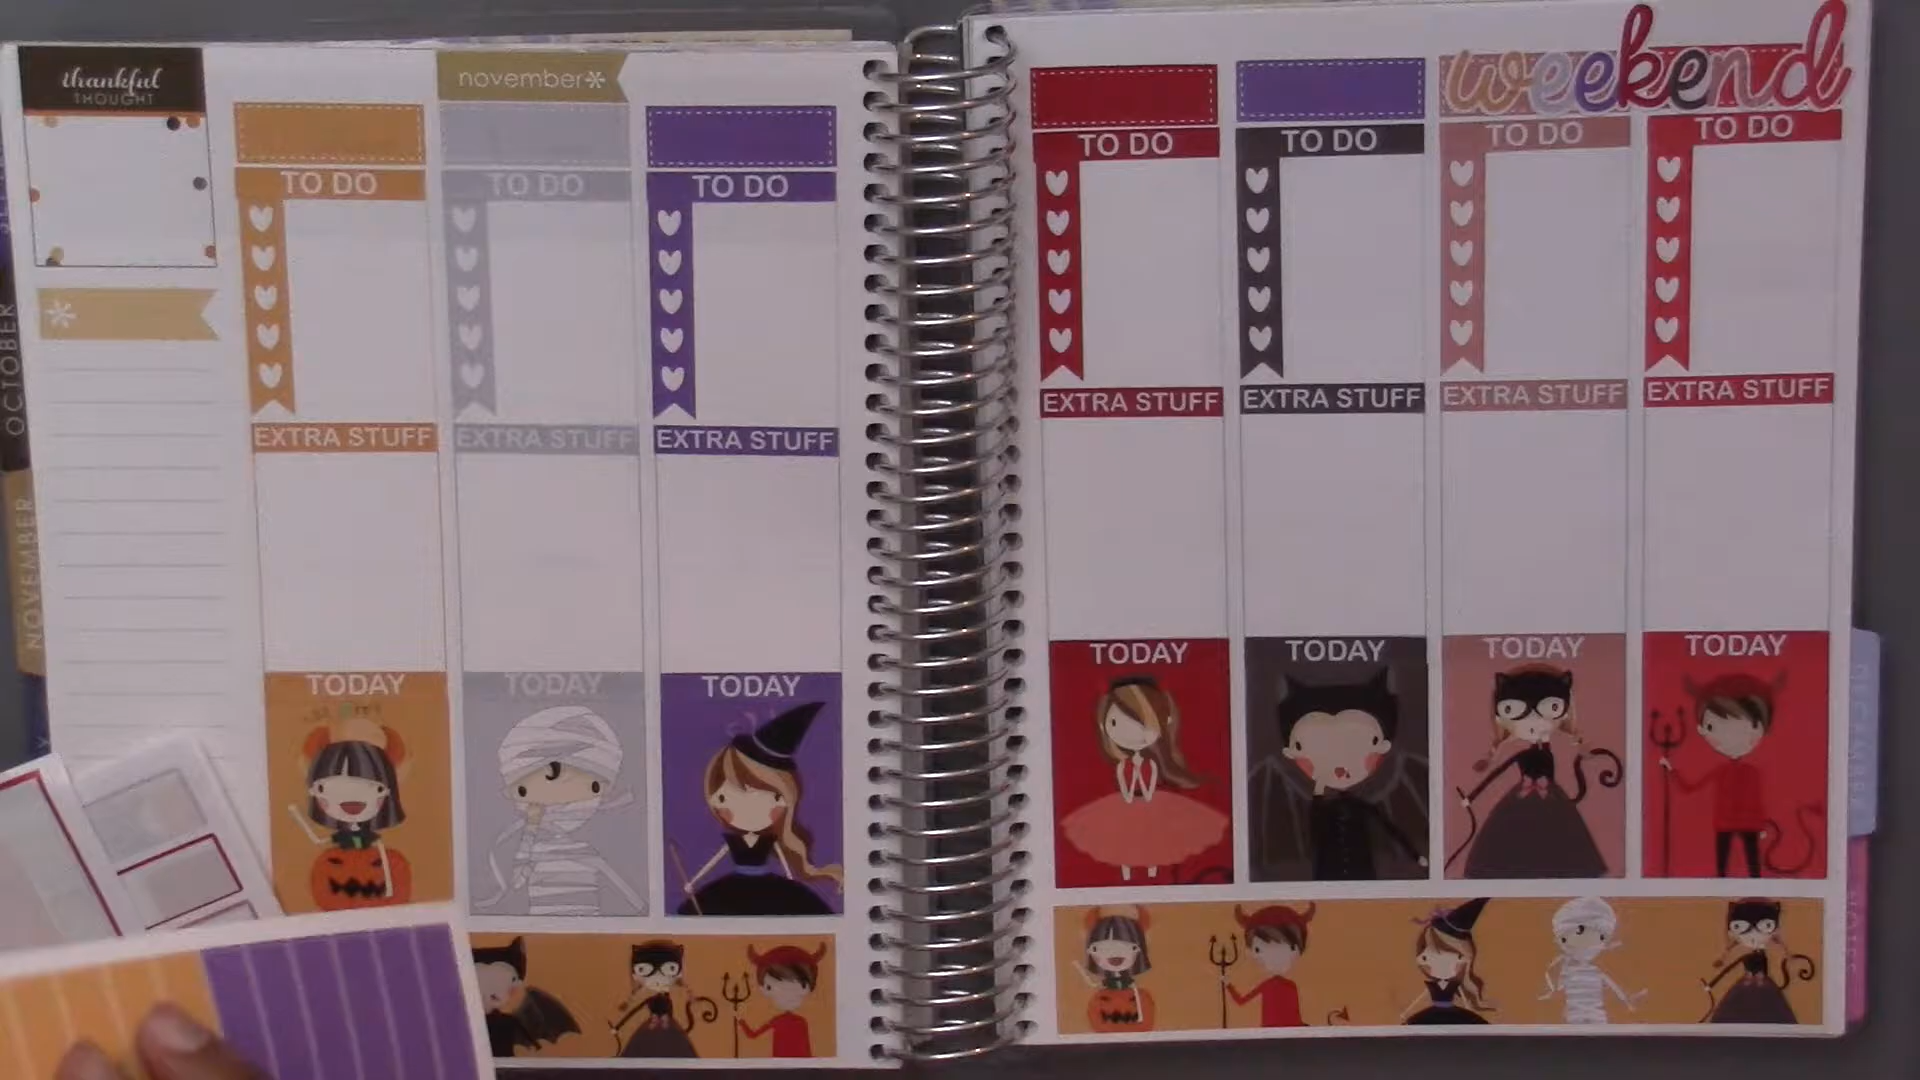 thankful
THOUGHT
november*
weekend
TO DO
TO DO
TO DO
TO DO
TO DO
TO DO
TO DO
EXTRA STUFF
EXTRA STUFF
EXTRA STUFF
EXTRA STUFF
EXTRA STUFF
EXTRA STUFF
EXTRA STUFF
TODAY
TODAY
TODAY
TODAY
TODAY
TODAY
TODAY
OCTOBER
NOVEMBER